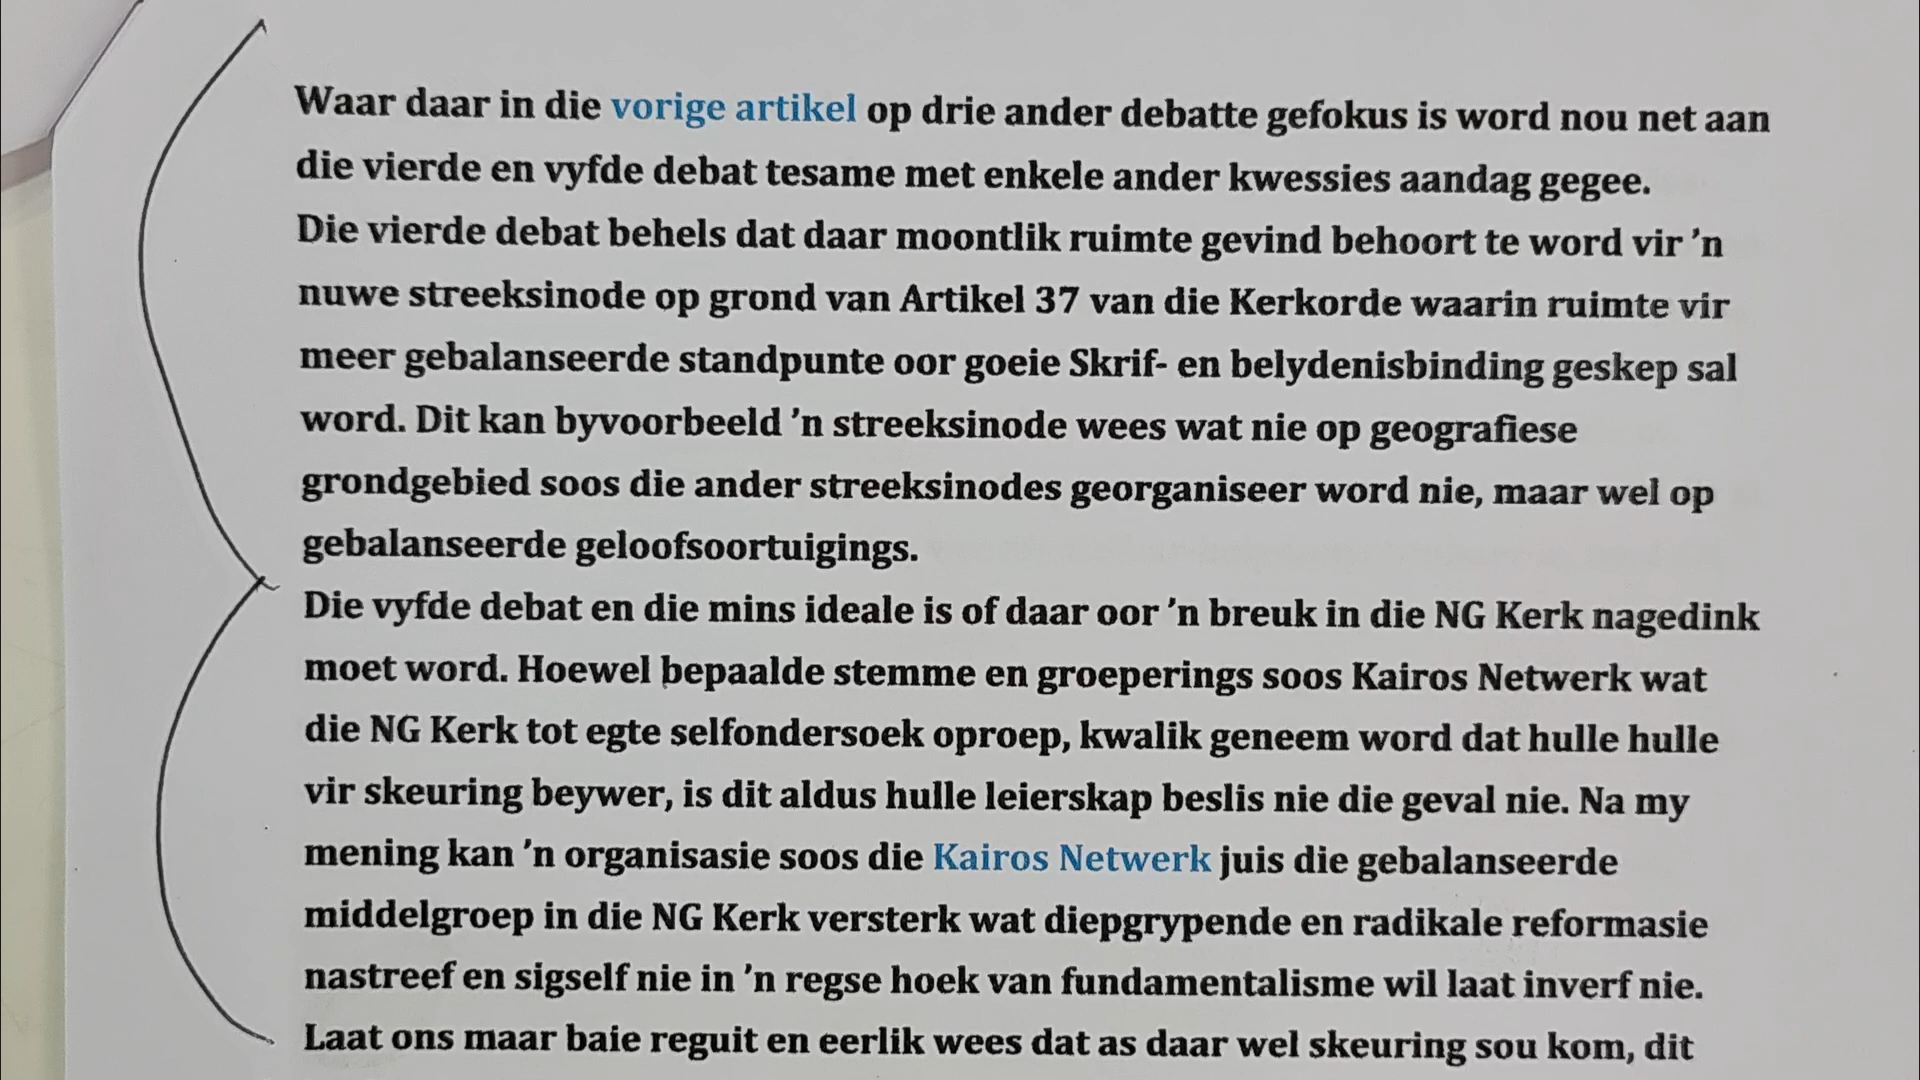 Waar daar in die vorige artikel op drie ander debatte gefokus is word nou net aan
die vierde en vyfde debat tesame met enkele ander kwessies aandag gegee.
Die vierde debat behels dat daar moontlik ruimte gevind behoort te word vir ’n
nuwe streeksinode op grond van Artikel 37 van die Kerkorde waarin ruimte vir
meer gebalanseerde standpunte oor goeie Skrif- en belydenisbinding geskep sal
word. Dit kan byvoorbeeld ’n streeksinode wees wat nie op geografiese
grondgebied soos die ander streeksinodes georganiseer word nie, maar wel op
gebalanseerde geloofsoortuigings.
Die vyfde debat en die mins ideale is of daar oor ’n breuk in die NG Kerk nagedink
moet word. Hoewel bepaalde stemme en groeperings soos Kairos Netwerk wat
die NG Kerk tot egte selfondersoek oproep, kwalik geneem word dat hulle hulle
vir skeuring beywer, is dit aldus hulle leierskap beslis nie die geval nie. Na my
mening kan ’n organisasie soos die Kairos Netwerk juis die gebalanseerde
middelgroep in die NG Kerk versterk wat diepgrypende en radikale reformasie
nastreef en sigself nie in ’n regse hoek van fundamentalisme wil laat inverf nie.
Laat ons maar baie reguit en eerlik wees dat as daar wel skeuring sou kom, dit